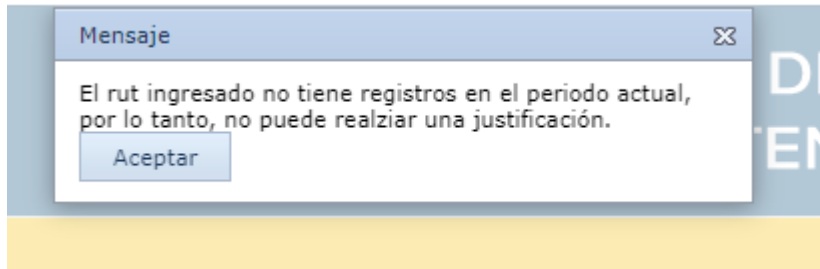 Mensaje
El rut ingresado no tiene registros en el periodo actual,
por lo tanto, no puede realziar una justificación.
Aceptar